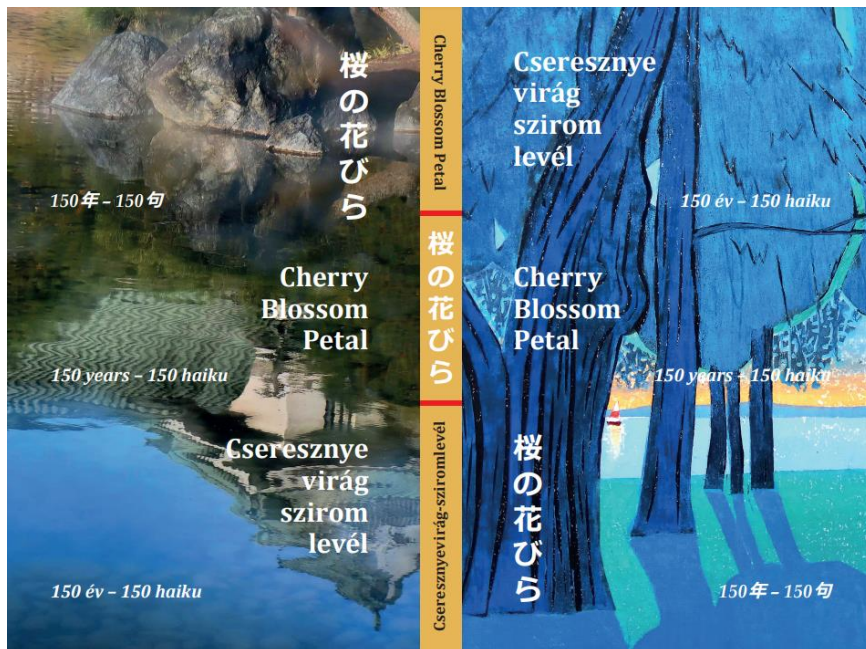 桜の花びら
150年 – 150句
Cherry
Blossom
Petal
150 years – 150 haiku
Cseresznye
virág
szirom
levél
150 év – 150 haiku
Cherry Blossom Petal
桜の花びら
Cseresznyevirág-sziromlevél
Cseresznye
virág
szirom
levél
150 év – 150 haiku
Cherry
Blossom
Petal
150 years – 150 haiku
桜の花びら
150年 – 150句